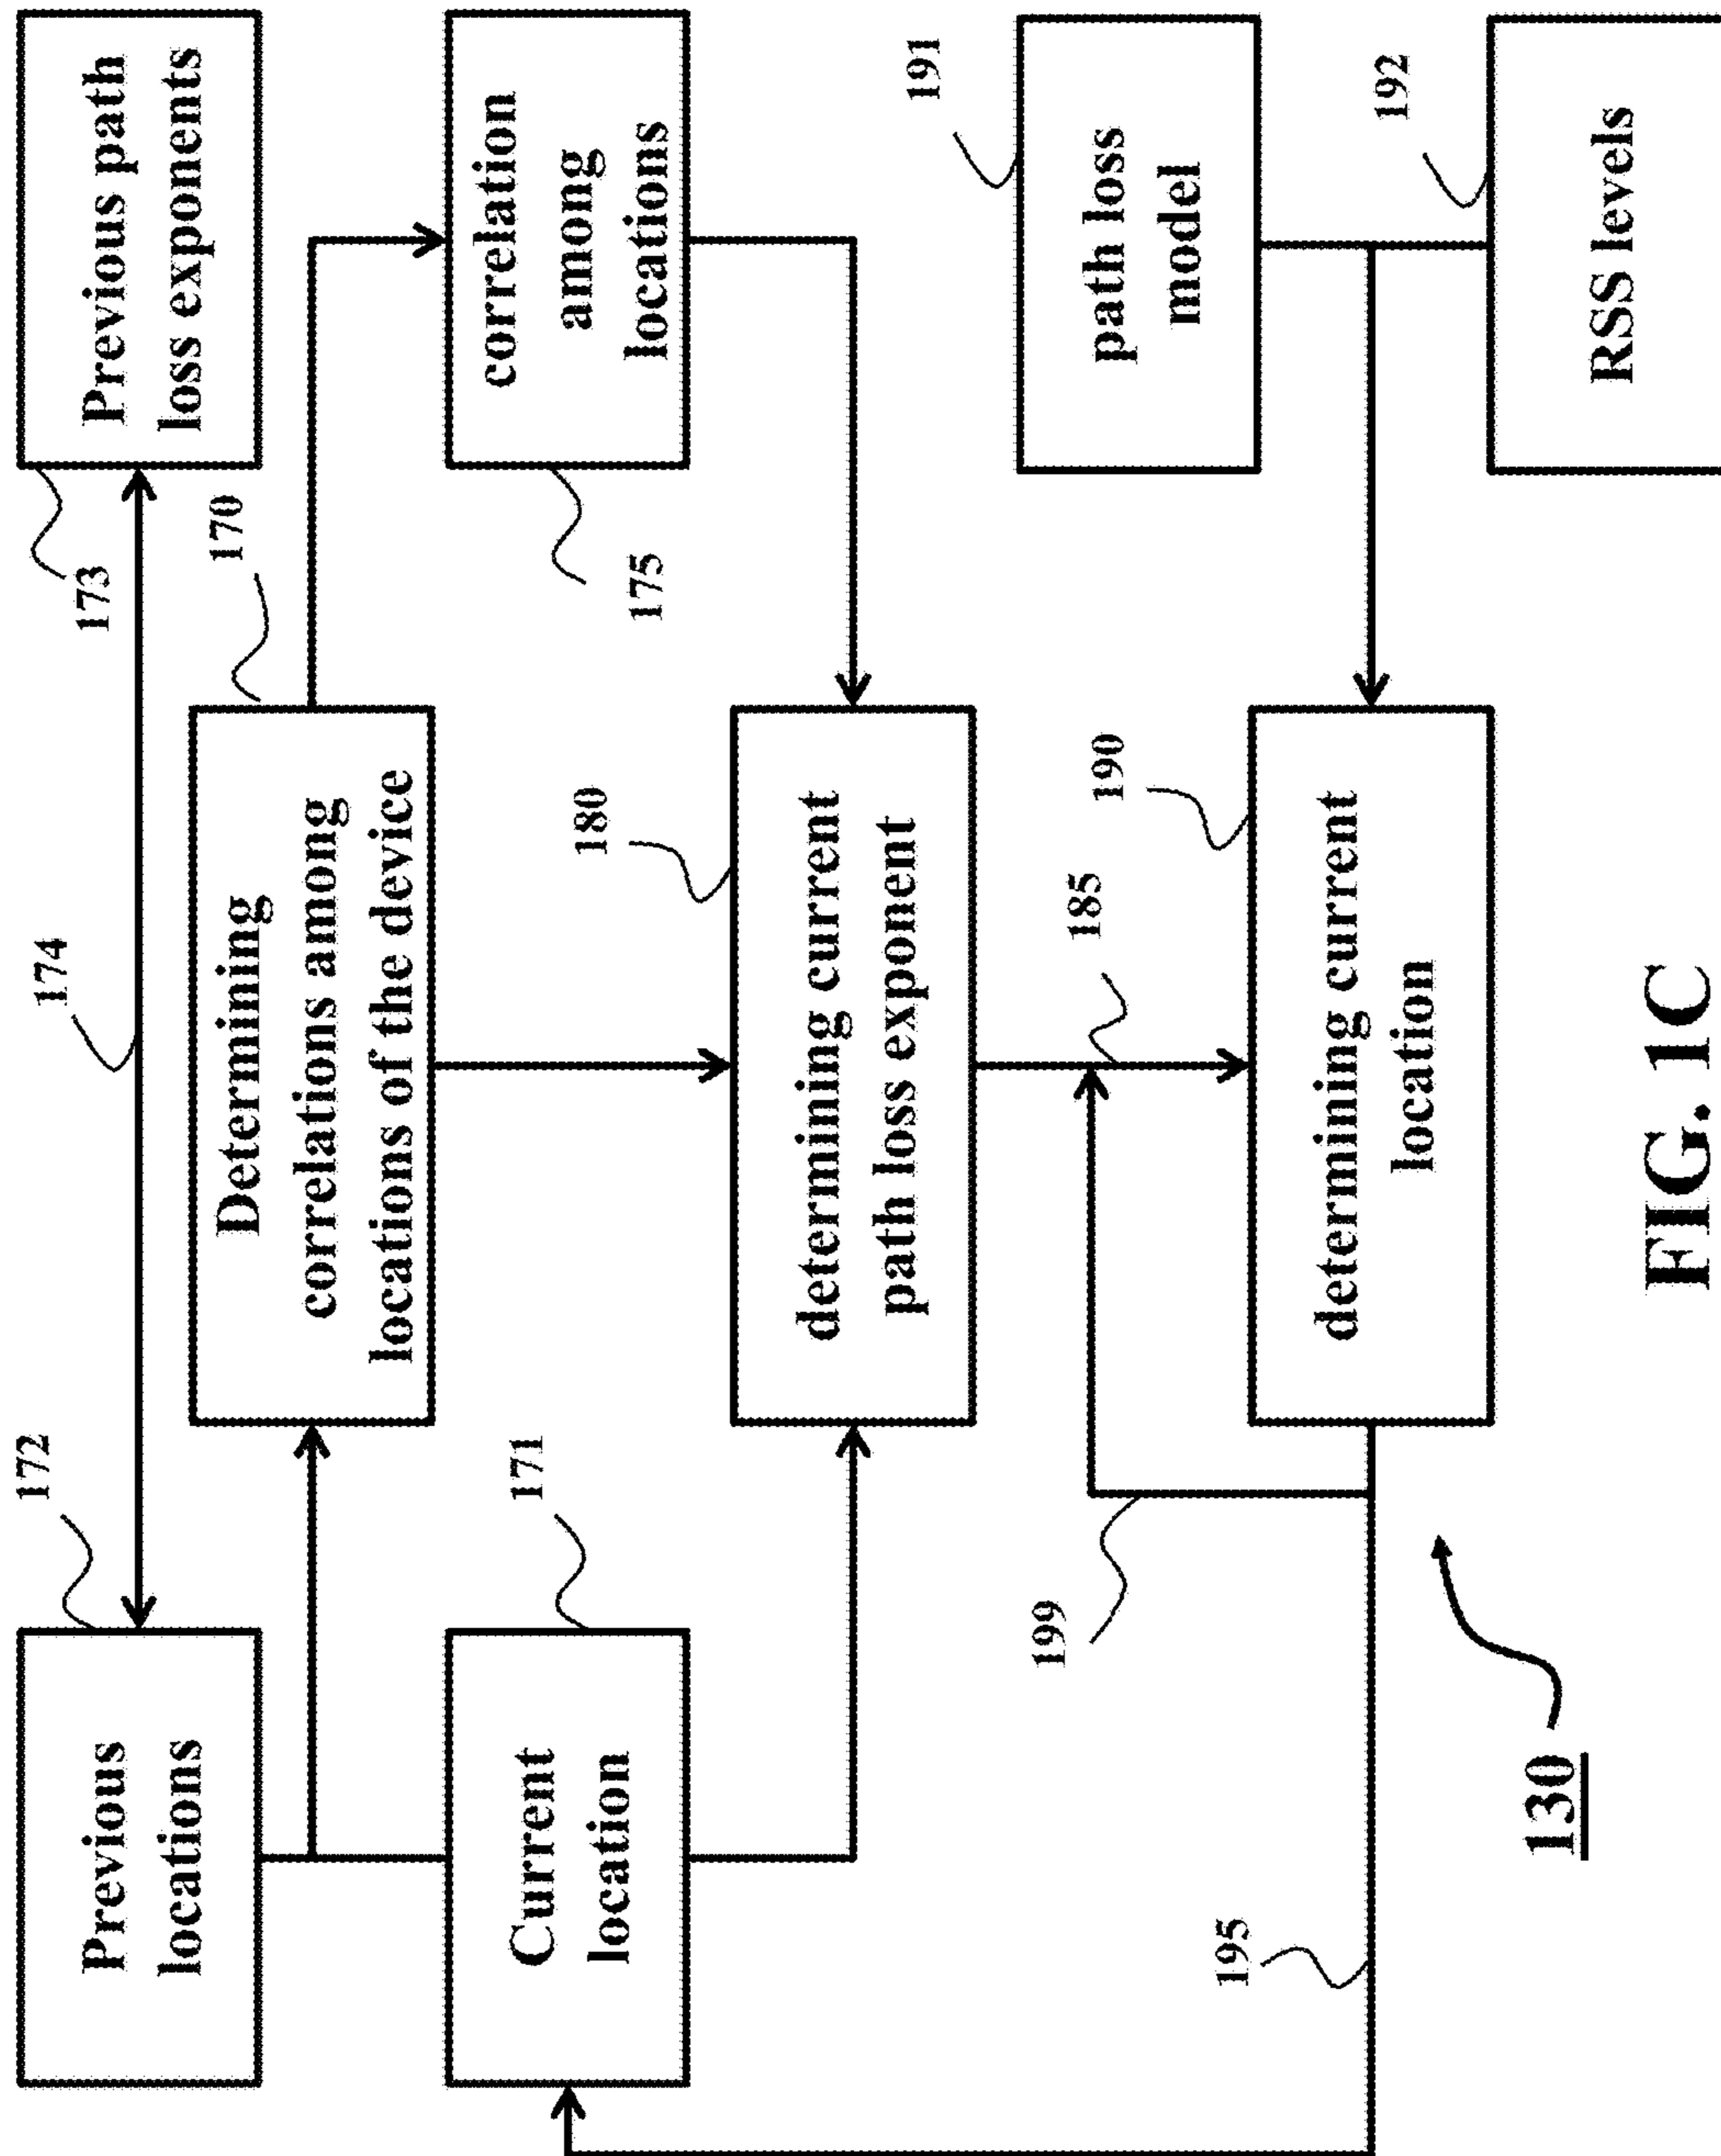 172
Previous
locations
174
173
Previous path
loss exponents
170
Determining
correlations among
locations of the device
171
Current
location
175
correlation
among
locations
180
determining current
path loss exponent
185
199
190
determining current
location
191
path loss
model
192
RSS levels
195
130
FIG. 1C